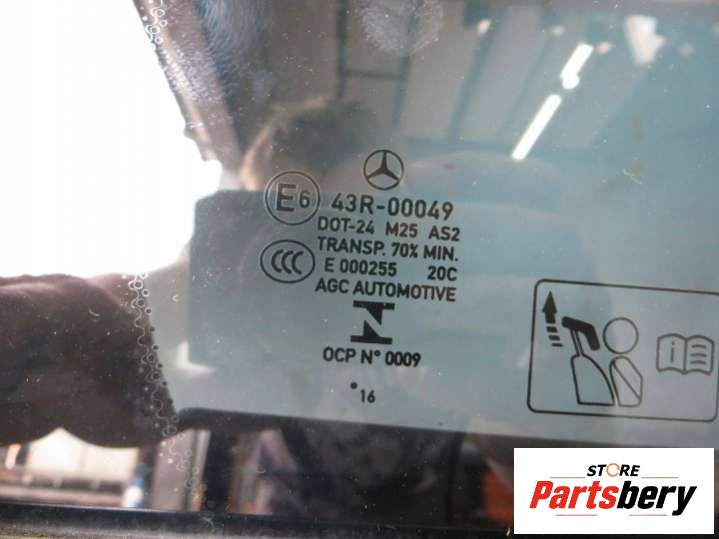 E6
43R-00049
DOT-24 M25 AS2
TRANSP. 70% MIN.
CCC
E 000255 20C
AGC AUTOMOTIVE
OCP N° 0009
•16
i
STORE
Partsbery